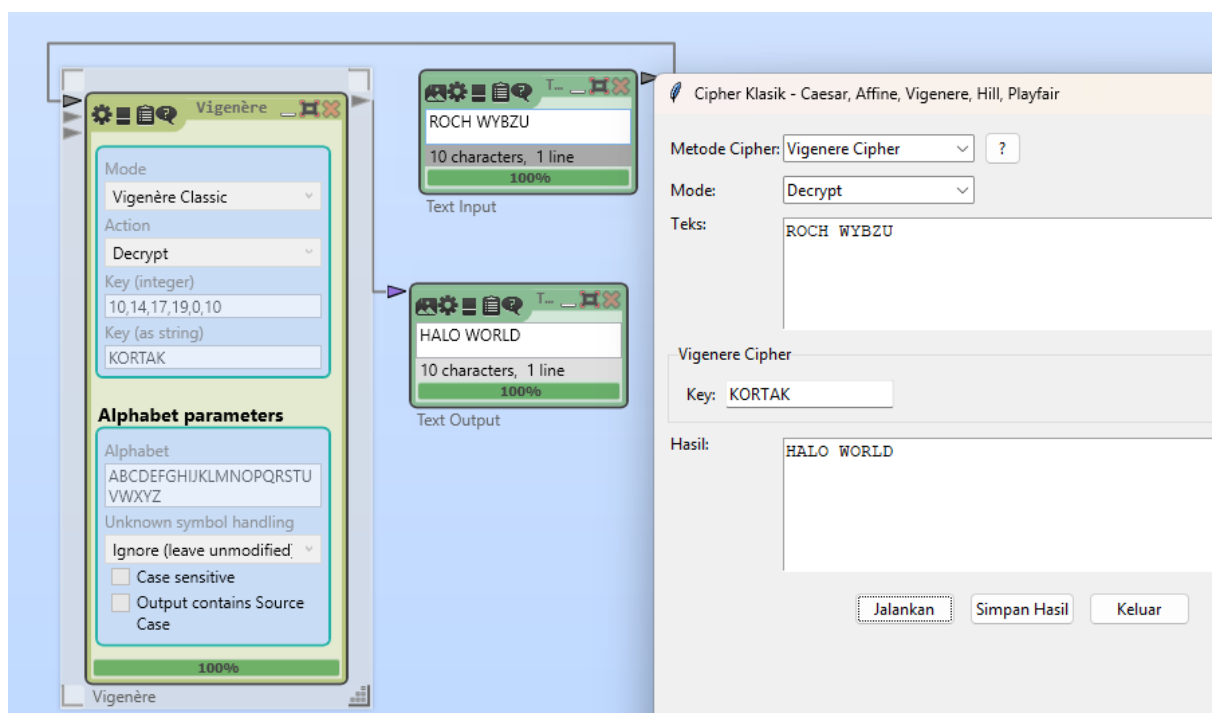 Vigenère
Mode
Vigenère Classic
Action
Decrypt
Key (integer)
10,14,17,19,0,10
Key (as string)
KORTAK
Alphabet parameters
Alphabet
ABCDEFGHIJKLMNOPQRSTU
VWXYZ
Unknown symbol handling
Ignore (leave unmodified)
Case sensitive
Output contains Source
Case
100%
Vigenère
T...
ROCH WYBZU
10 characters, 1 line
100%
Text Input
T...
HALO WORLD
10 characters, 1 line
100%
Text Output
Cipher Klasik - Caesar, Affine, Vigenere, Hill, Playfair
Metode Cipher: Vigenere Cipher ?
Mode: Decrypt
Teks: ROCH WYBZU
Vigenere Cipher
Key: KORTAK
Hasil: HALO WORLD
Jalankan Simpan Hasil Keluar